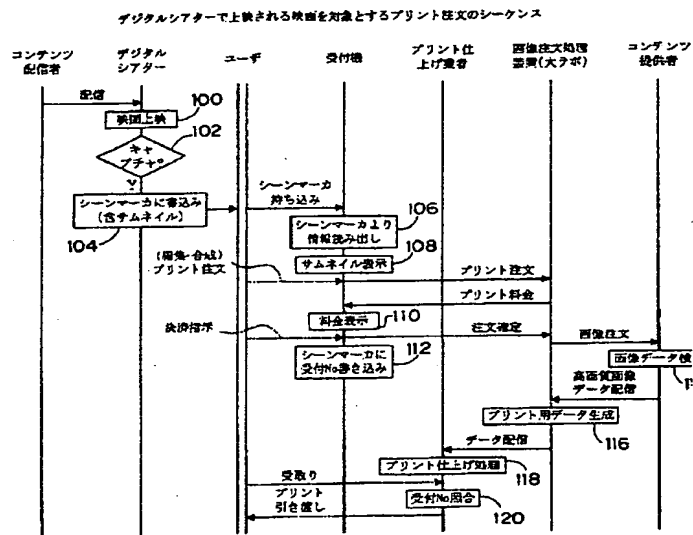 デジタルシアターで上映される映画を対象とするプリント注文のシーケンス
コンテンツ
配信者
デジタル
シアター
ユーザ
受付機
プリント仕
上げ業者
画像注文処理
装置(大ラボ)
コンテンツ
提供者
配信
映画上映
100
102
キャ
プチャ?
Y
シーンマーカに書込み
(含サムネイル)
104
シーンマーカ
持ち込み
106
シーンマーカより
情報読み出し
108
サムネイル表示
(編集・合成)
プリント注文
プリント注文
プリント料金
料金表示
110
決済指示
注文確定
画像注文
シーンマーカに
受付No書き込み
112
画像データ検
高画質画像
データ配信
プリント用データ生成
116
データ配信
プリント仕上げ処理
118
受取り
受付No照合
120
プリント
引き渡し